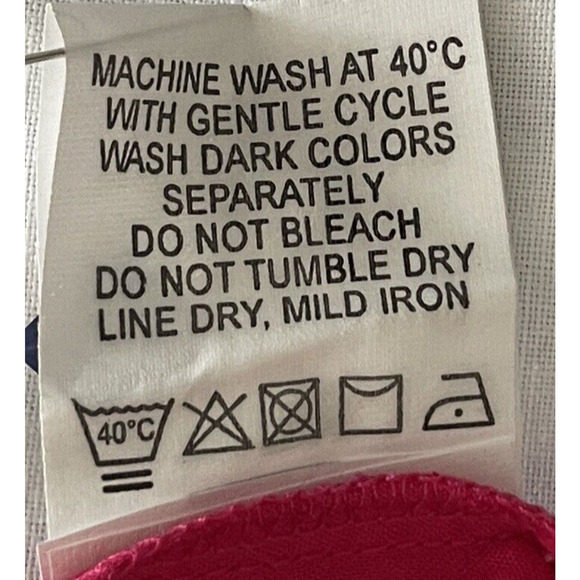 MACHINE WASH AT 40°C
WITH GENTLE CYCLE
WASH DARK COLORS
SEPARATELY
DO NOT BLEACH
DO NOT TUMBLE DRY
LINE DRY, MILD IRON
40°C